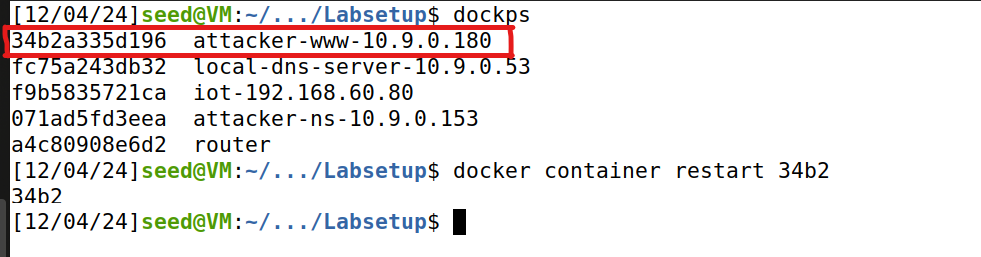 [12/04/24]seed@VM:~/.../Labsetup$ dockps
34b2a335d196  attacker-www-10.9.0.180
fc75a243db32  local-dns-server-10.9.0.53
f9b5835721ca  iot-192.168.60.80
071ad5fd3eea  attacker-ns-10.9.0.153
a4c80908e6d2  router
[12/04/24]seed@VM:~/.../Labsetup$ docker container restart 34b2
34b2
[12/04/24]seed@VM:~/.../Labsetup$